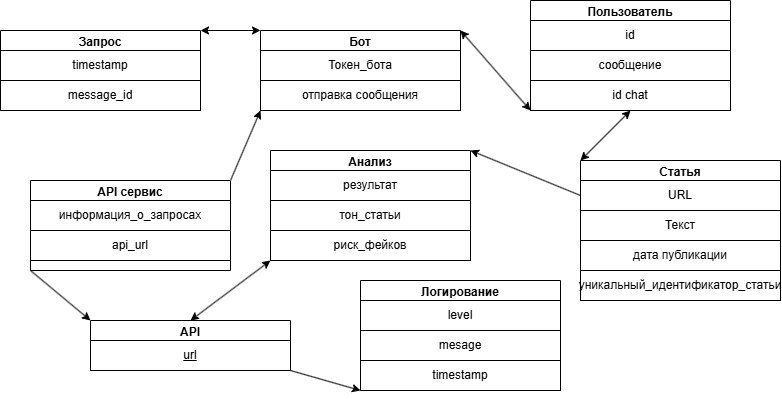 Запрос
timestamp
message_id
Бот
Токен_бота
отправка сообщения
Пользователь
id
сообщение
id chat
API сервис
информация_о_запросах
api_url
Анализ
результат
тон_статьи
риск_фейков
Статья
URL
Текст
дата публикации
уникальный_идентификатор_статьи
API
url
Логирование
level
mesage
timestamp